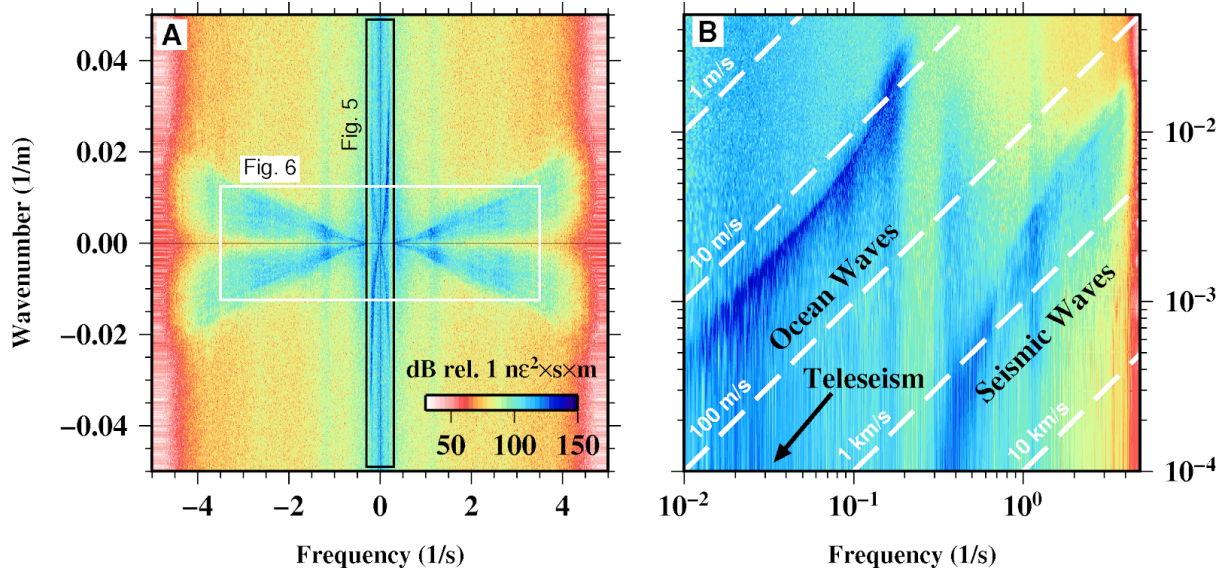 A
Wavenumber (1/m)
0.04
0.02
0.00
−0.02
−0.04
Fig. 5
Fig. 6
dB rel. 1 nε²×s×m
50 100 150
−4 −2 0 2 4
Frequency (1/s)
B
1 m/s
10 m/s
100 m/s
1 km/s
10 km/s
Ocean Waves
Seismic Waves
Teleseism
10⁻²
10⁻³
10⁻⁴
10⁻² 10⁻¹ 10⁰
Frequency (1/s)